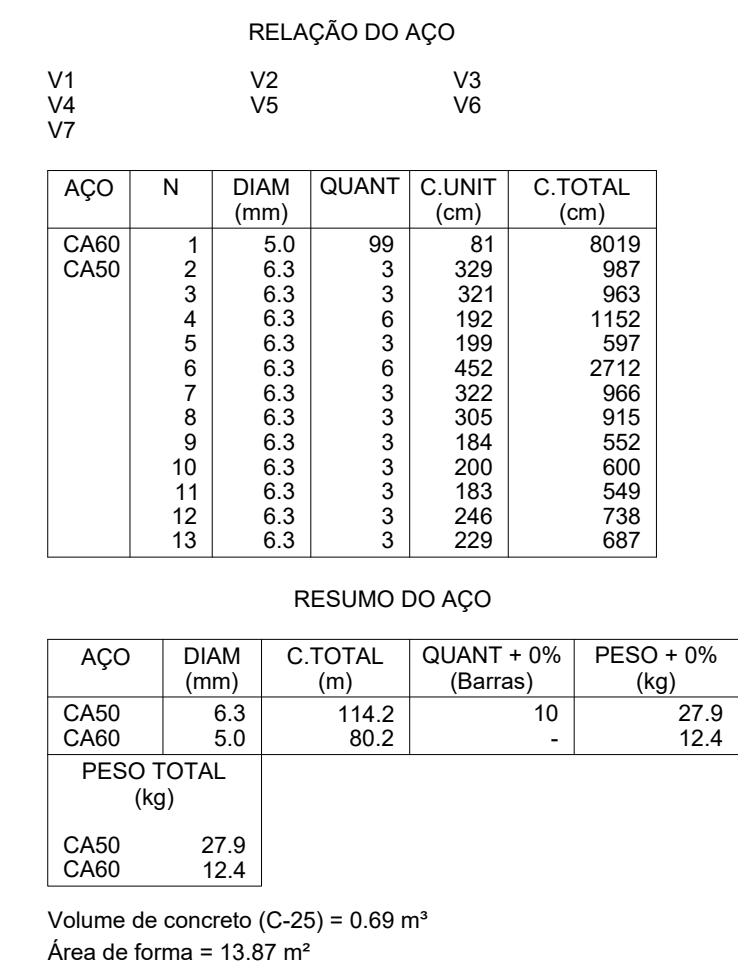 RELAÇÃO DO AÇO
V1 V2 V3
V4 V5 V6
V7
AÇO N DIAM QUANT C.UNIT C.TOTAL
(mm) (cm) (cm)
CA60 1 5.0 99 81 8019
CA50 2 6.3 3 329 987
3 6.3 3 321 963
4 6.3 6 192 1152
5 6.3 3 199 597
6 6.3 6 452 2712
7 6.3 3 322 966
8 6.3 3 305 915
9 6.3 3 184 552
10 6.3 3 200 600
11 6.3 3 183 549
12 6.3 3 246 738
13 6.3 3 229 687
RESUMO DO AÇO
AÇO DIAM C.TOTAL QUANT + 0% PESO + 0%
(mm) (m) (Barras) (kg)
CA50 6.3 114.2 10 27.9
CA60 5.0 80.2 - 12.4
PESO TOTAL
(kg)
CA50 27.9
CA60 12.4
Volume de concreto (C-25) = 0.69 m³
Área de forma = 13.87 m²